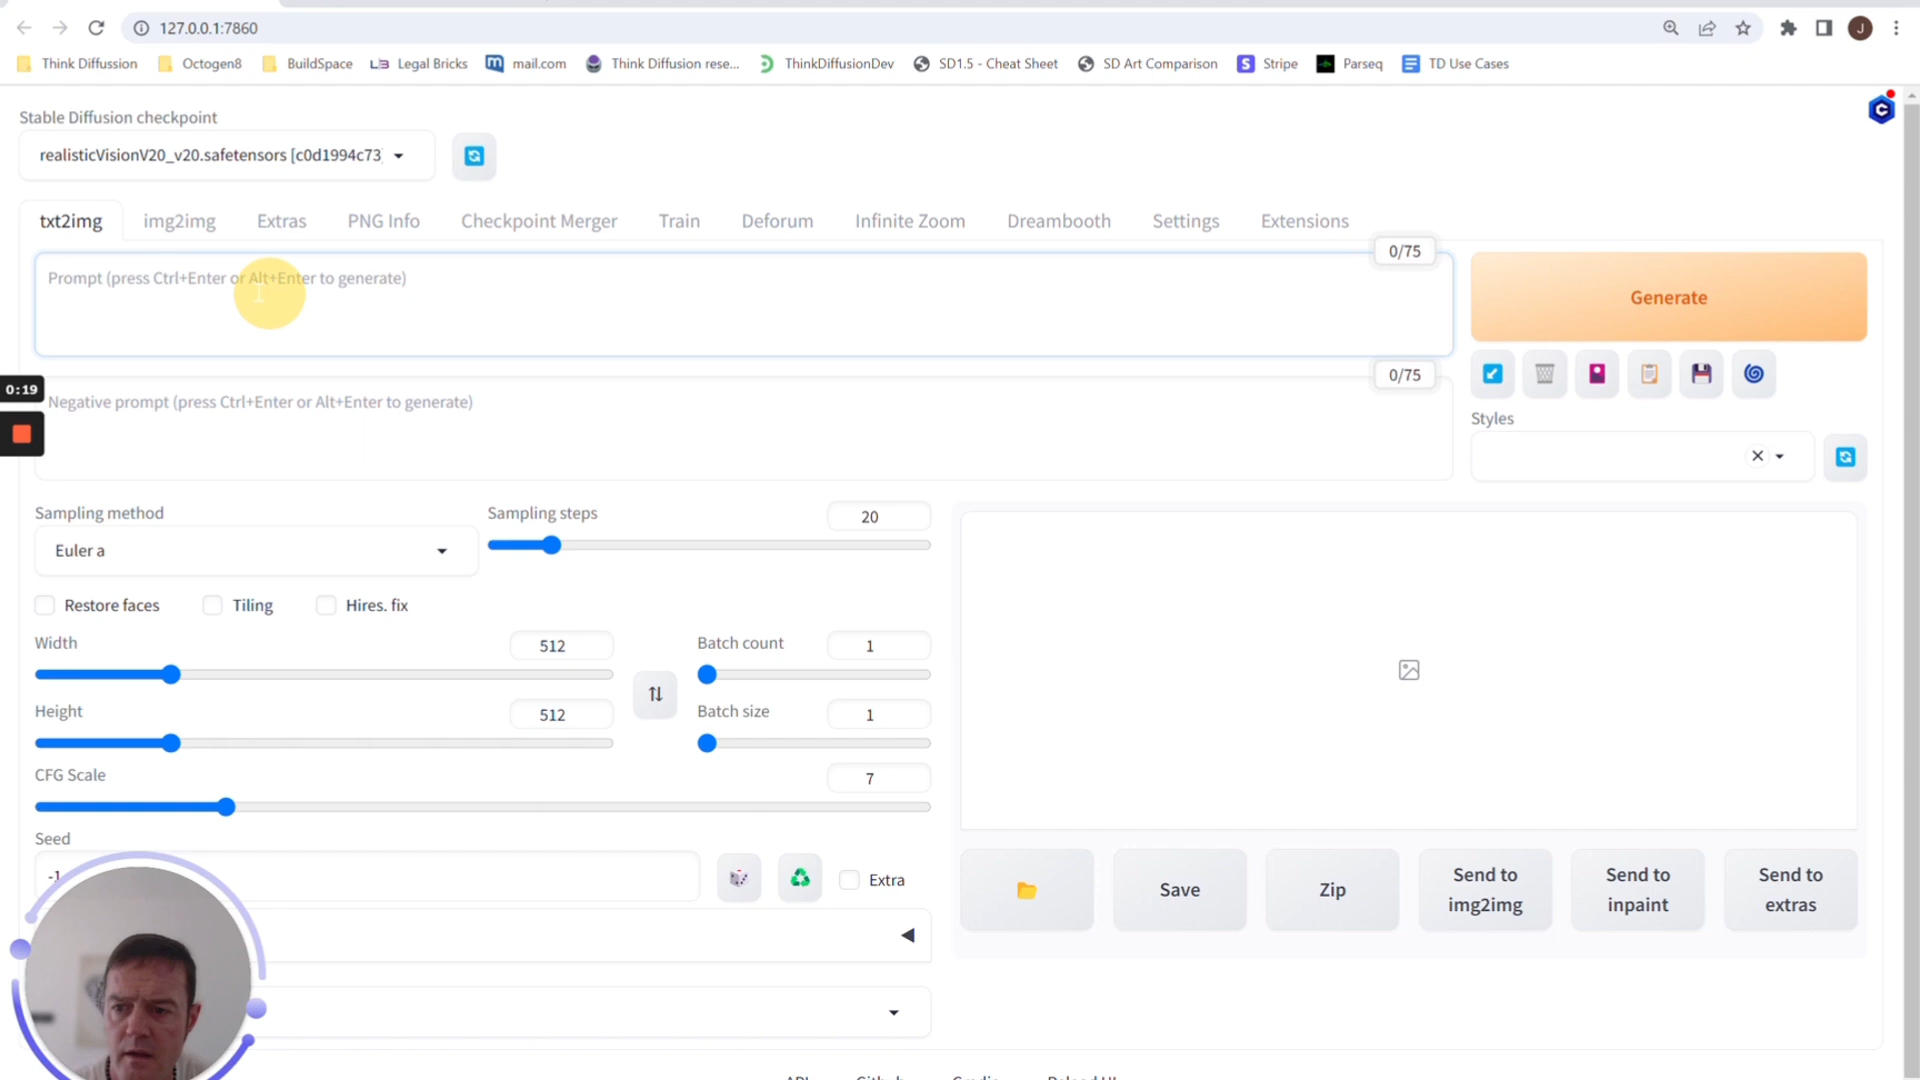 127.0.0.1:7860
J
Think Diffussion Octogen8 BuildSpace Legal Bricks mail.com Think Diffusion rese... ThinkDiffusionDev SD1.5 - Cheat Sheet SD Art Comparison Stripe Parseq TD Use Cases
Stable Diffusion checkpoint
realisticVisionV20_v20.safetensors [c0d1994c73]
txt2img img2img Extras PNG Info Checkpoint Merger Train Deforum Infinite Zoom Dreambooth Settings Extensions
0/75
Prompt (press Ctrl+Enter or Alt+Enter to generate)
Generate
0/75
0:19
Negative prompt (press Ctrl+Enter or Alt+Enter to generate)
Styles
Sampling method
Euler a
Sampling steps
20
Restore faces Tiling Hires. fix
Width
512
Batch count
1
Height
512
Batch size
1
CFG Scale
7
Seed
-1
Extra
Save
Zip
Send to
img2img
Send to
inpaint
Send to
extras